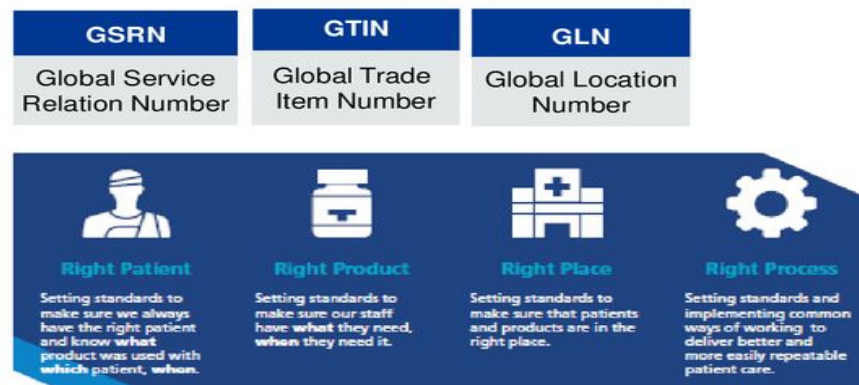 GSRN
Global Service
Relation Number
GTIN
Global Trade
Item Number
GLN
Global Location
Number
Right Patient
Setting standards to
make sure we always
have the right patient
and know what
product was used with
which patient, when.
Right Product
Setting standards to
make sure our staff
have what they need,
when they need it.
Right Place
Setting standards to
make sure that patients
and products are in the
right place.
Right Process
Setting standards and
implementing common
ways of working to
deliver better and
more easily repeatable
patient care.